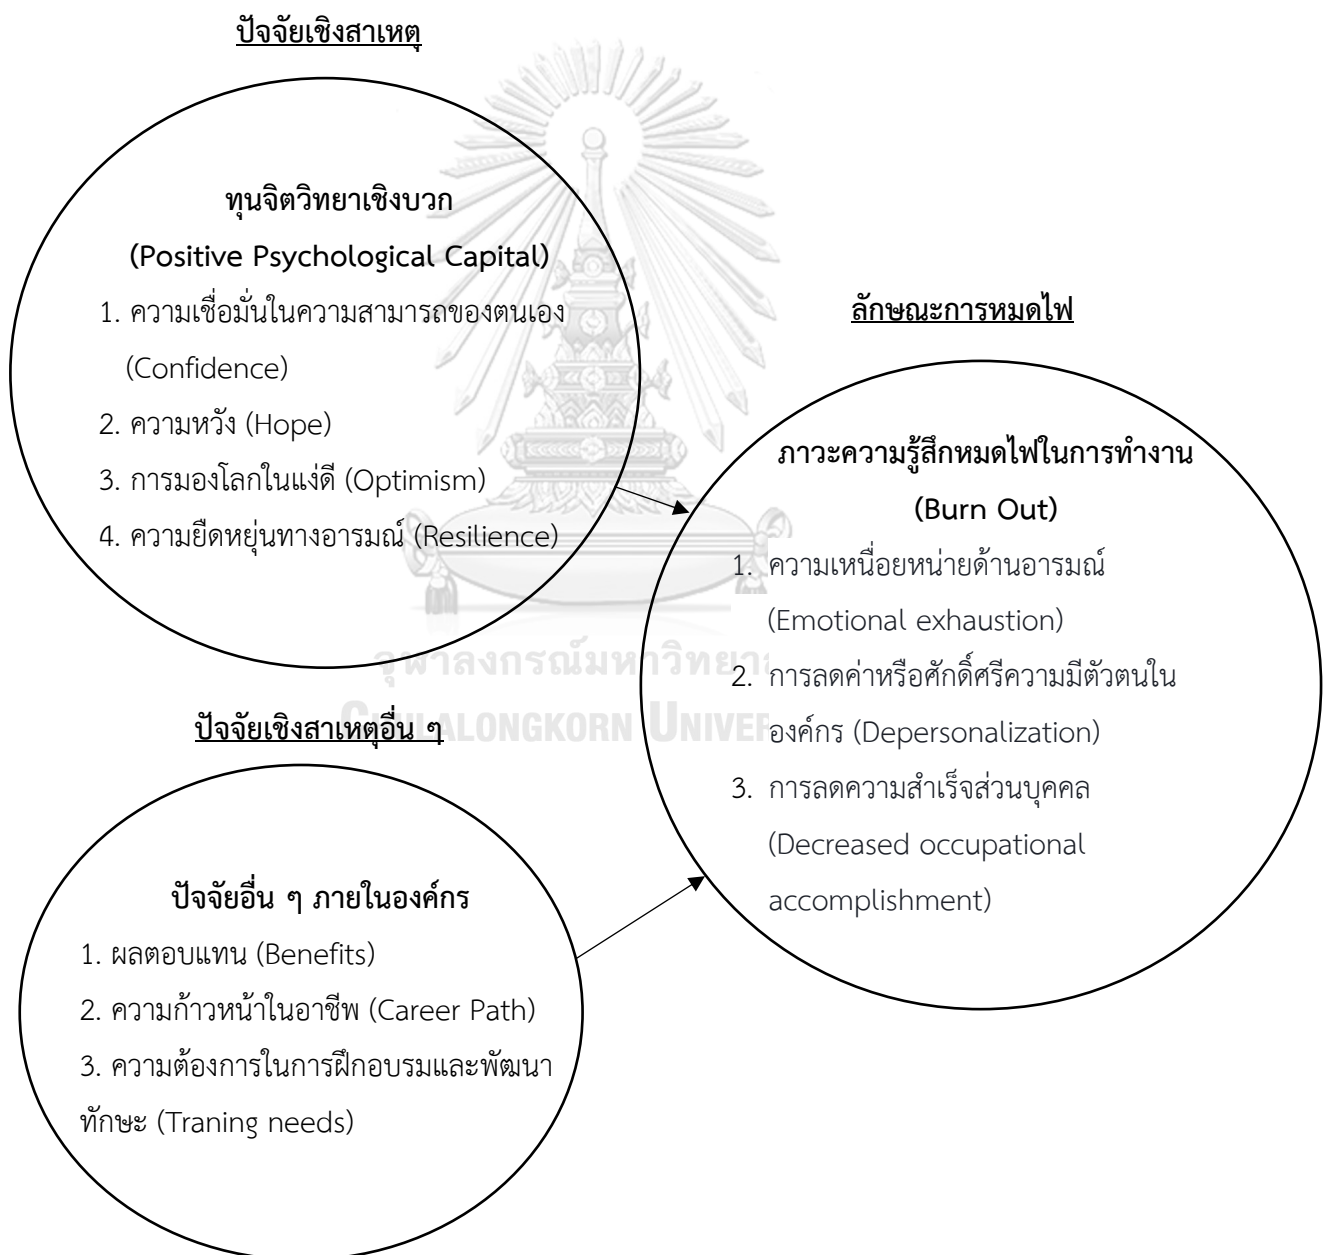 ปัจจัยเชิงสาเหตุ
ทุนจิตวิทยาเชิงบวก
(Positive Psychological Capital)
1. ความเชื่อมั่นในความสามารถของตนเอง
(Confidence)
2. ความหวัง (Hope)
3. การมองโลกในแง่ดี (Optimism)
4. ความยืดหยุ่นทางอารมณ์ (Resilience)
ลักษณะการหมดไฟ
ภาวะความรู้สึกหมดไฟในการทำงาน
(Burn Out)
1. ความเหนื่อยหน่ายด้านอารมณ์
(Emotional exhaustion)
2. การลดค่าหรือศักดิ์ศรีความมีตัวตนใน
องค์กร (Depersonalization)
3. การลดความสำเร็จส่วนบุคคล
(Decreased occupational
accomplishment)
ปัจจัยเชิงสาเหตุอื่น ๆ
ปัจจัยอื่น ๆ ภายในองค์กร
1. ผลตอบแทน (Benefits)
2. ความก้าวหน้าในอาชีพ (Career Path)
3. ความต้องการในการฝึกอบรมและพัฒนา
ทักษะ (Traning needs)